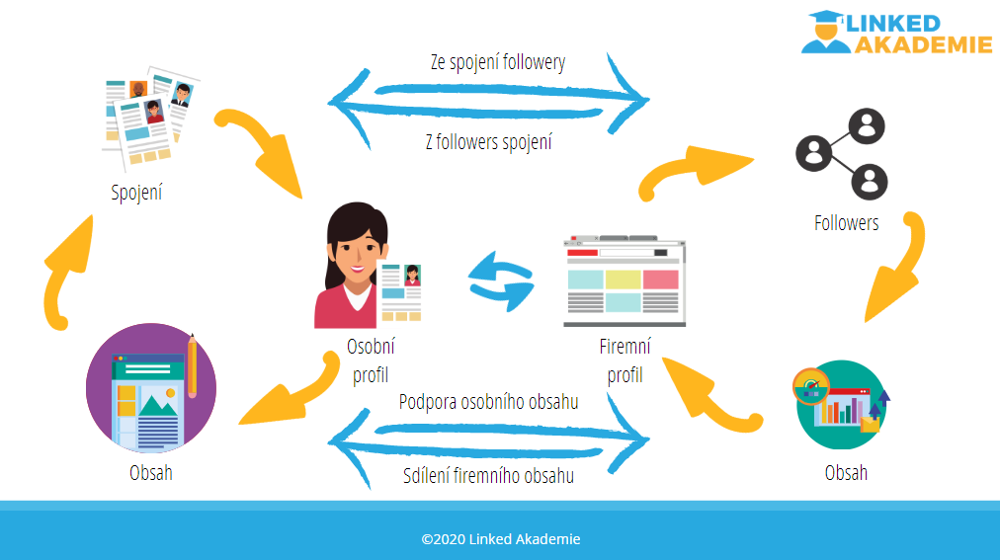 LINKED
AKADEMIE
Ze spojení followery
Z followers spojení
Spojení
Followers
Osobní
profil
Firemní
profil
Podpora osobního obsahu
Sdílení firemního obsahu
Obsah
Obsah
©2020 Linked Akademie